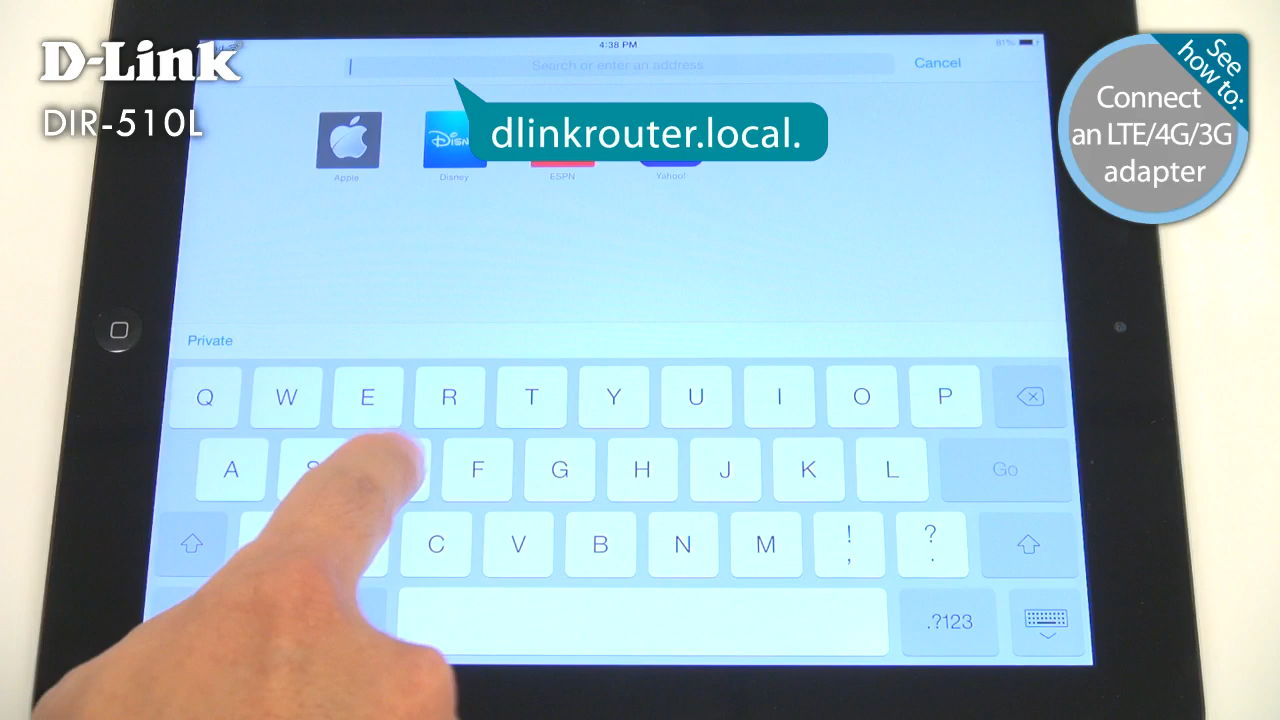 D-Link
DIR-510L
4:38 PM
81%
Search or enter an address
Cancel
dlinkrouter.local.
See
how to:
Connect
an LTE/4G/3G
adapter
Apple
Disney
ESPN
Yahoo!
Private
Q W E R T Y U I O P
A S F G H J K L Go
C V B N M ! , ? .
.?123